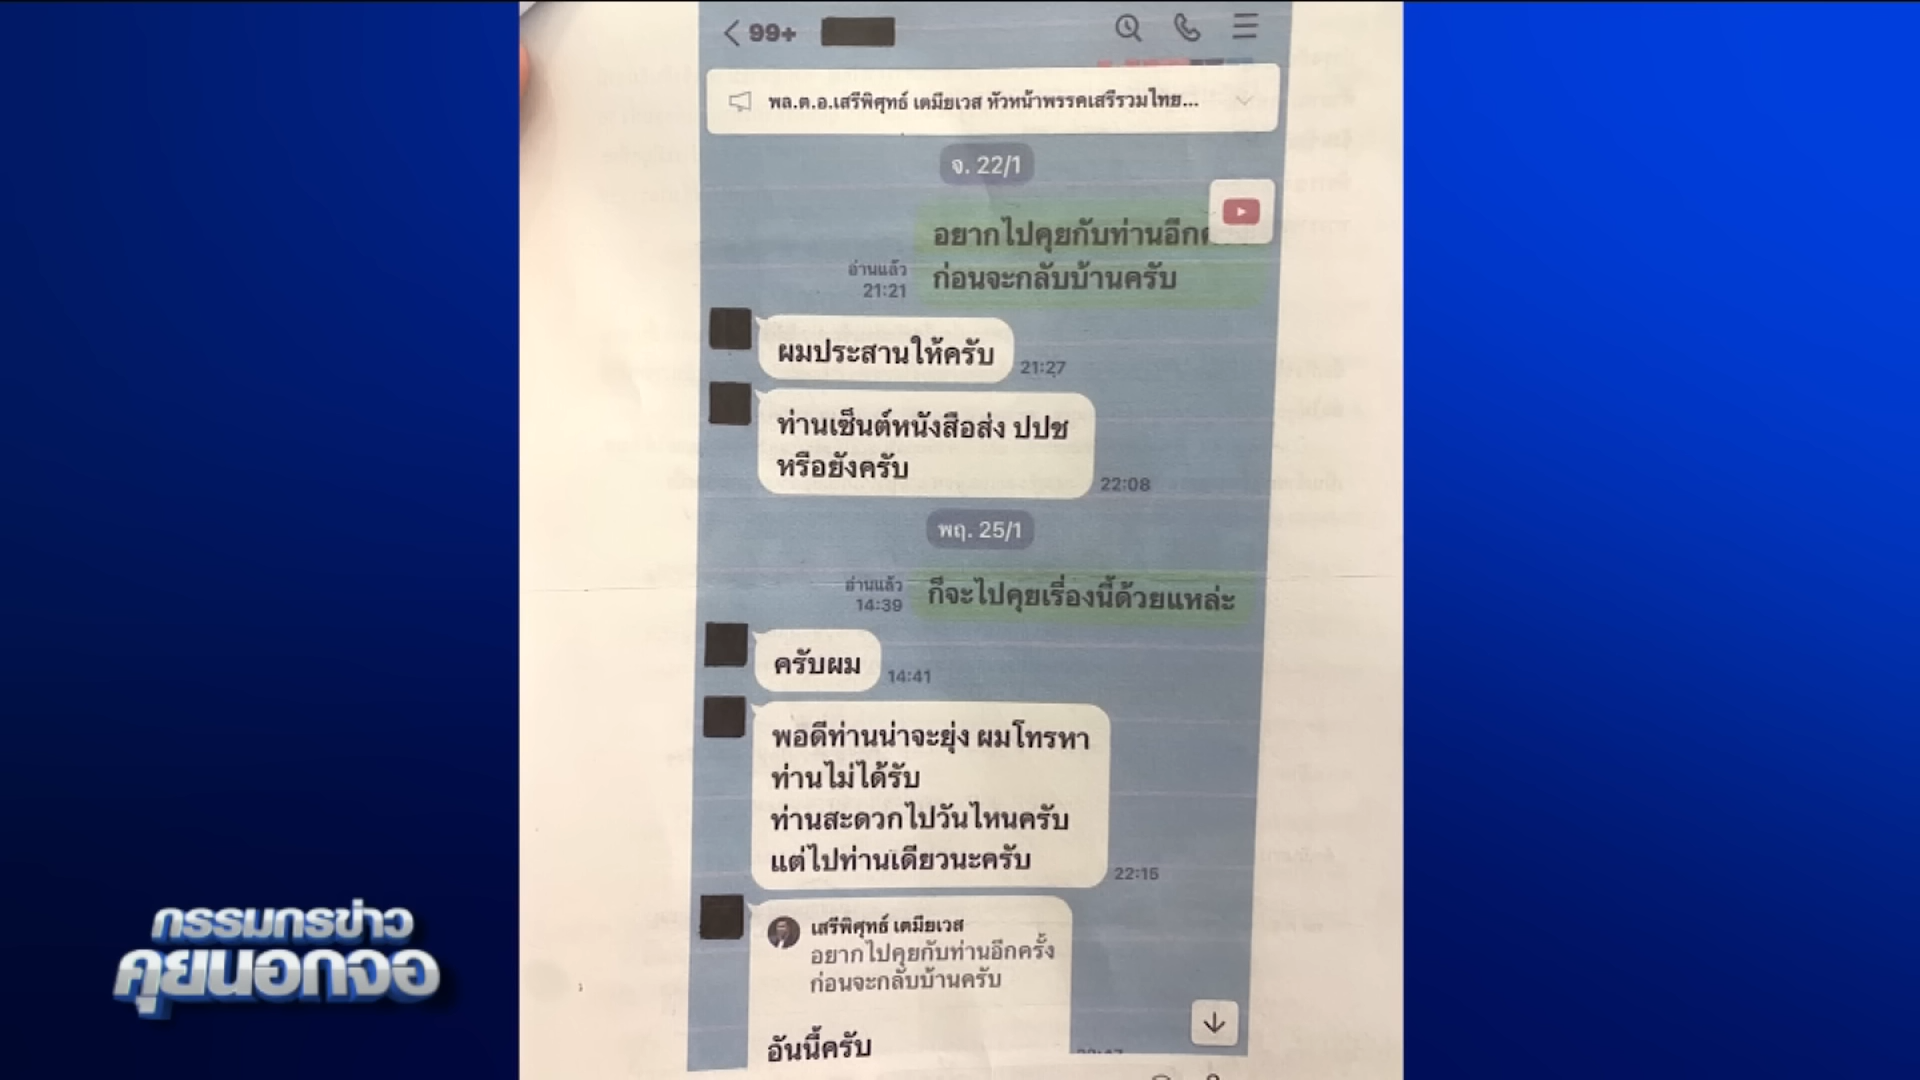 99+
พล.ต.อ.เสรีพิศุทธ์ เตมียเวส หัวหน้าพรรคเสรีรวมไทย...
จ. 22/1
อยากไปคุยกับท่านอีก
ก่อนจะกลับบ้านครับ
อ่านแล้ว
21:21
ผมประสานให้ครับ
21:27
ท่านเซ็นต์หนังสือส่ง ปปช
หรือยังครับ
22:08
พฤ. 25/1
ก็จะไปคุยเรื่องนี้ด้วยแหล่ะ
อ่านแล้ว
14:39
ครับผม
14:41
พอดีท่านน่าจะยุ่ง ผมโทรหา
ท่านไม่ได้รับ
ท่านสะดวกไปวันไหนครับ
แต่ไปท่านเดียวนะครับ
22:15
เสรีพิศุทธ์ เตมียเวส
อยากไปคุยกับท่านอีกครั้ง
ก่อนจะกลับบ้านครับ
อันนี้ครับ
กรรมกรข่าว
คุยนอกจอ